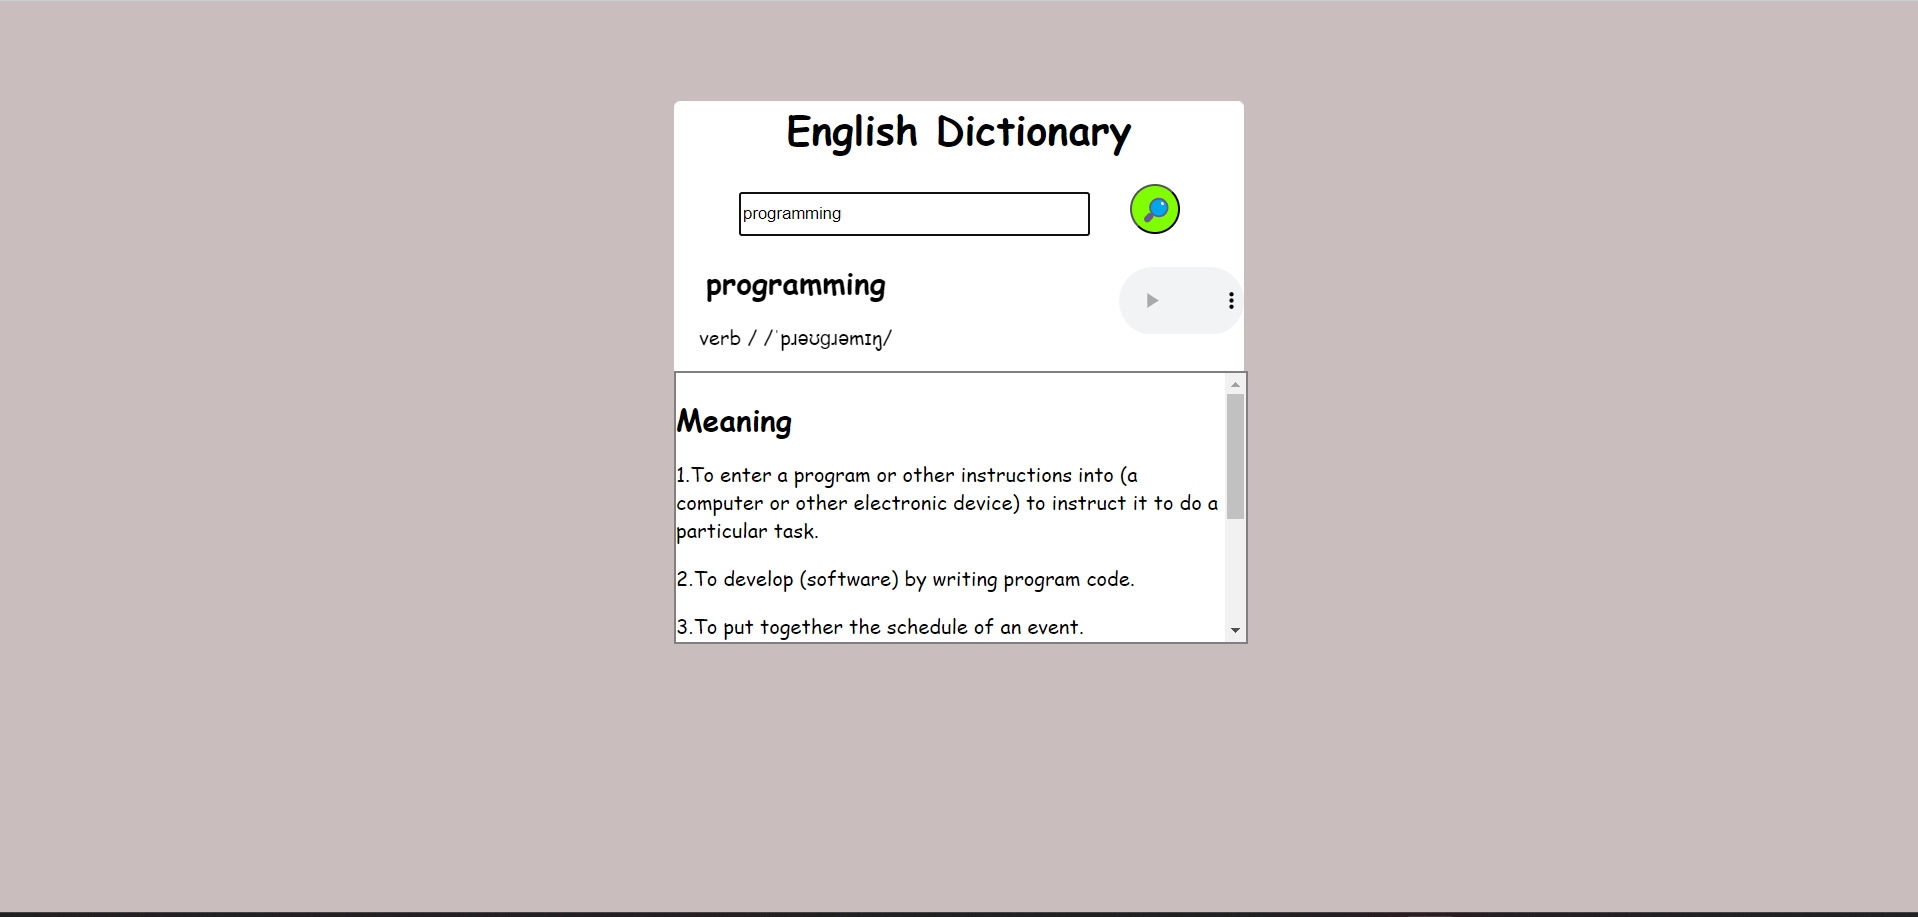 English Dictionary
programming
programming
verb / /ˈpɹəʊɡɹəmɪŋ/
Meaning
1.To enter a program or other instructions into (a
computer or other electronic device) to instruct it to do a
particular task.
2.To develop (software) by writing program code.
3.To put together the schedule of an event.